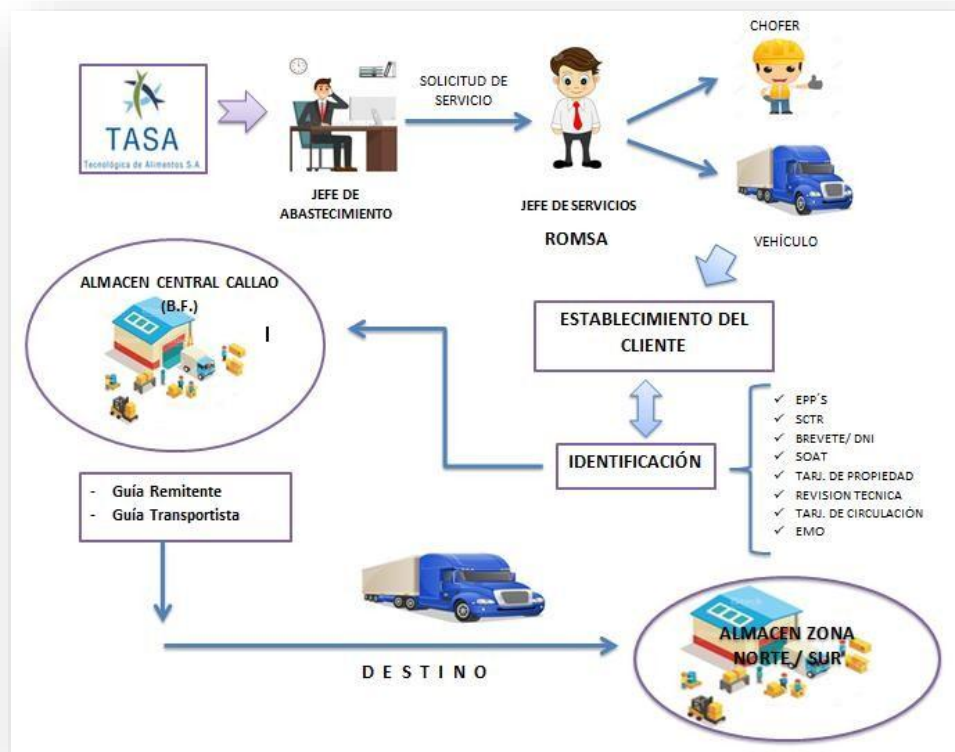 TASA
Tecnológica de Alimentos S.A.
JEFE DE
ABASTECIMIENTO
SOLICITUD DE
SERVICIO
JEFE DE SERVICIOS
ROMSA
CHOFER
VEHÍCULO
ESTABLECIMIENTO DEL
CLIENTE
IDENTIFICACIÓN
✓ EPP´S
✓ SCTR
✓ BREVETE/ DNI
✓ SOAT
✓ TARJ. DE PROPIEDAD
✓ REVISION TECNICA
✓ TARJ. DE CIRCULACIÓN
✓ EMO
ALMACEN CENTRAL CALLAO
(B.F.)
I
- Guía Remitente
- Guía Transportista
D E S T I N O
ALMACEN ZONA
NORTE / SUR